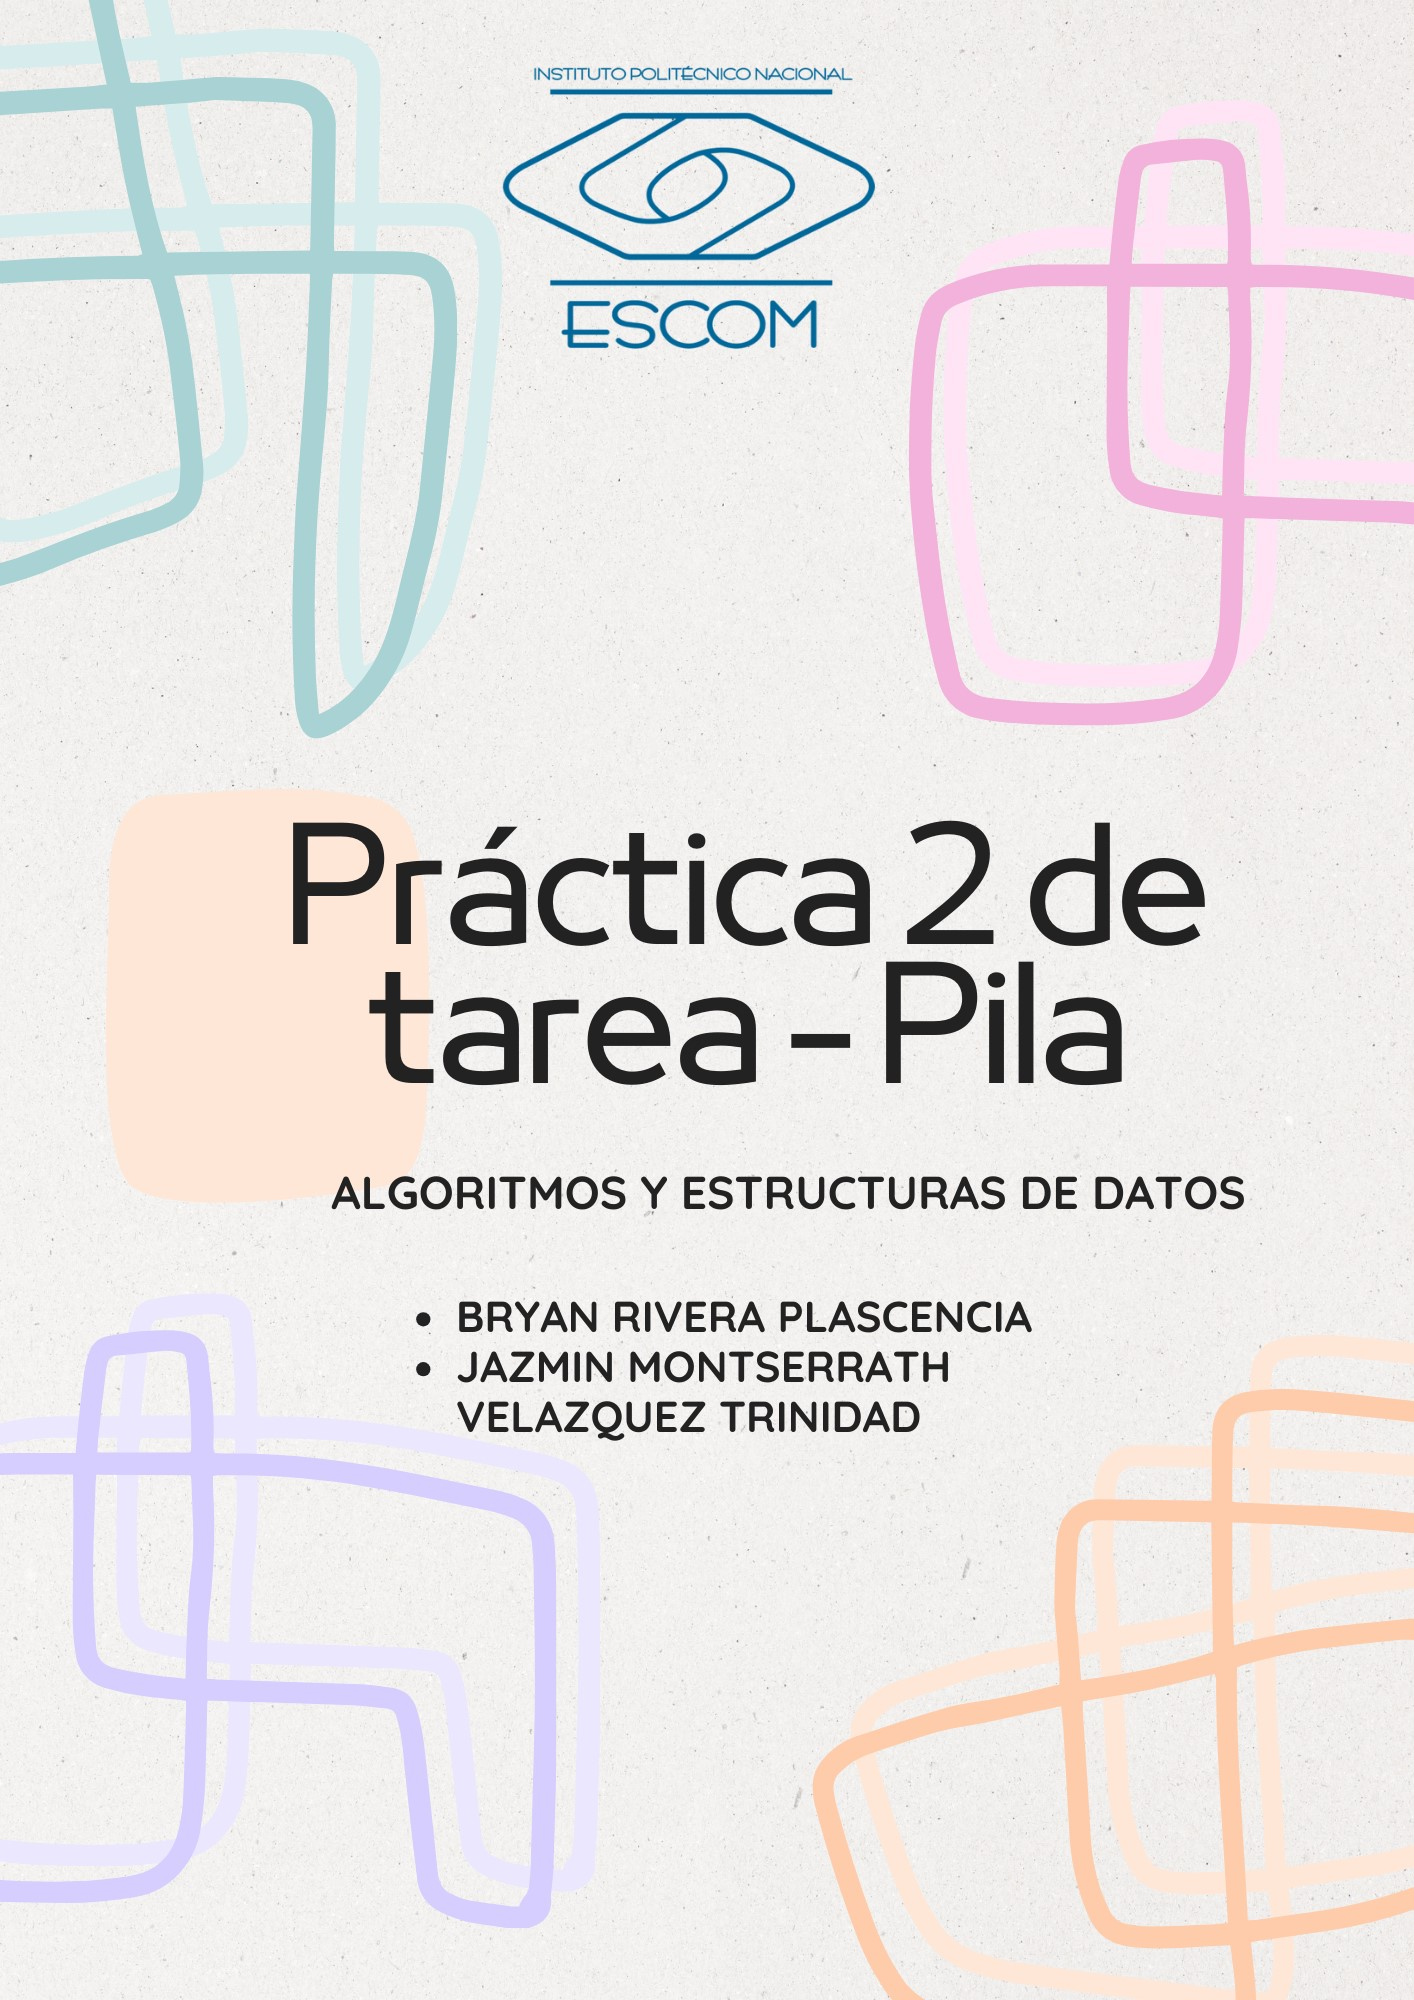 INSTITUTO POLITÉCNICO NACIONAL
ESCOM
Práctica 2 de
tarea - Pila
ALGORITMOS Y ESTRUCTURAS DE DATOS
• BRYAN RIVERA PLASCENCIA
• JAZMIN MONTSERRATH
VELAZQUEZ TRINIDAD